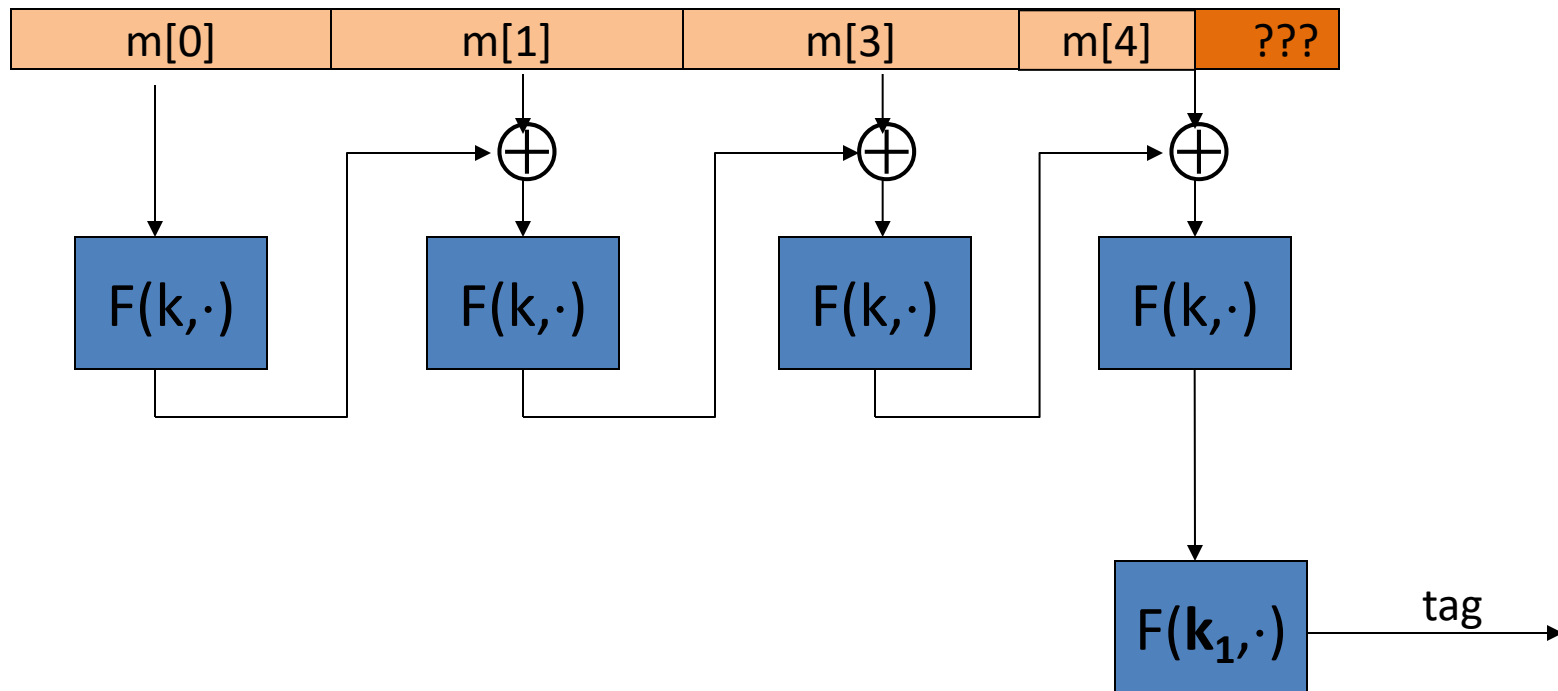 m[0] m[1] m[3] m[4] ???
F(k,·) F(k,·) F(k,·) F(k,·)
F(k₁,·)
tag